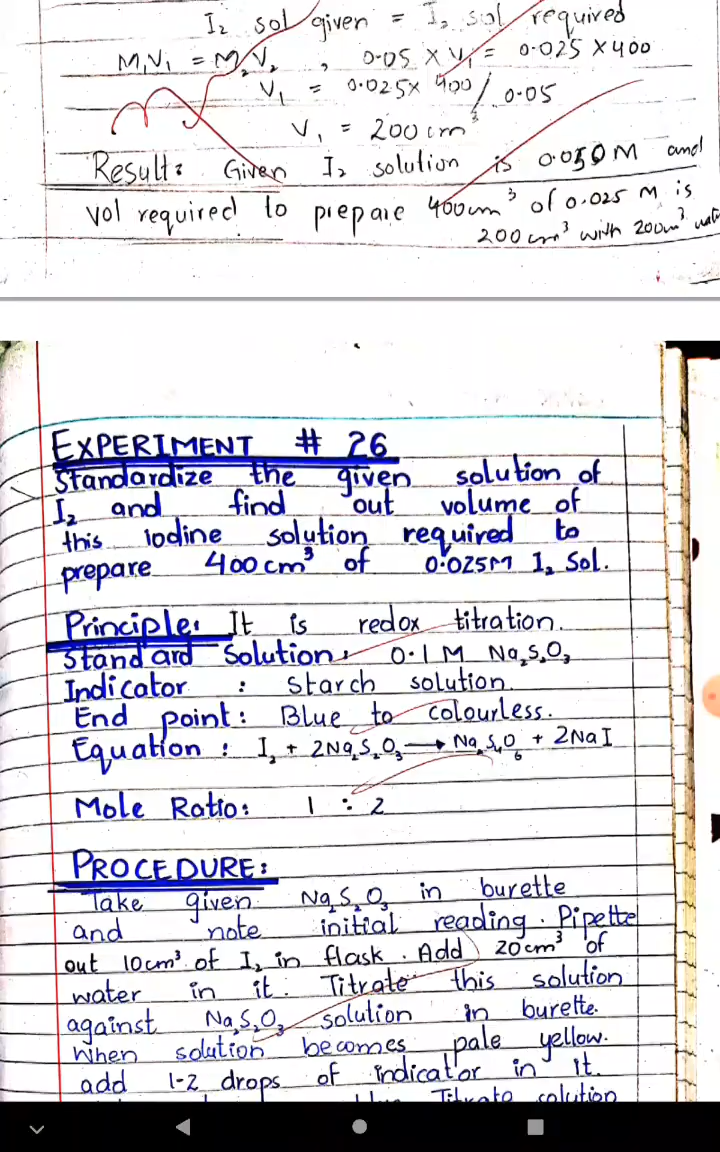 I₂ sol given = I₂ sol required
M₁V₁ = M₂V₂ , 0.05 × V₁ = 0.025 × 400
V₁ = 0.025 × 400 / 0.05
V₁ = 200 cm³
Result: Given I₂ solution is 0.050 M and
vol required to prepare 400cm³ of 0.025 M is
200 cm³ with 200cm³
EXPERIMENT # 26
Standardize the given solution of
I₂ and find out volume of
this iodine solution required to
prepare 400 cm³ of 0.025M I₂ Sol.
Principle: It is redox titration.
Standard Solution: 0.1 M Na₂S₂O₃
Indicator : Starch solution.
End point: Blue to colourless.
Equation : I₂ + 2Na₂S₂O₃ → Na₂S₄O₆ + 2NaI
Mole Ratio: 1 : 2
PROCEDURE:
Take given Na₂S₂O₃ in burette
and note initial reading. Pipette
out 10cm³ of I₂ in flask. Add 20cm³ of
water in it. Titrate this solution
against Na₂S₂O₃ solution in burette.
When solution becomes pale yellow.
add 1-2 drops of indicator in it.
Titrate solution